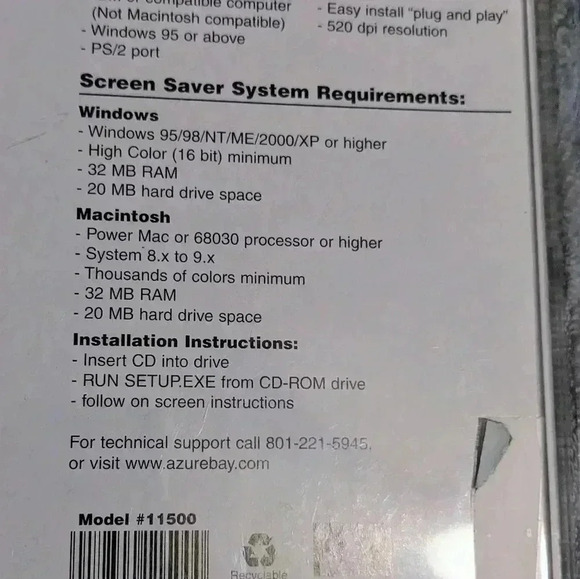 compatible computer
(Not Macintosh compatible)
- Windows 95 or above
- PS/2 port
- Easy install "plug and play"
- 520 dpi resolution
Screen Saver System Requirements:
Windows
- Windows 95/98/NT/ME/2000/XP or higher
- High Color (16 bit) minimum
- 32 MB RAM
- 20 MB hard drive space
Macintosh
- Power Mac or 68030 processor or higher
- System 8.x to 9.x
- Thousands of colors minimum
- 32 MB RAM
- 20 MB hard drive space
Installation Instructions:
- Insert CD into drive
- RUN SETUP.EXE from CD-ROM drive
- follow on screen instructions
For technical support call 801-221-5945,
or visit www.azurebay.com
Model #11500
Recyclable